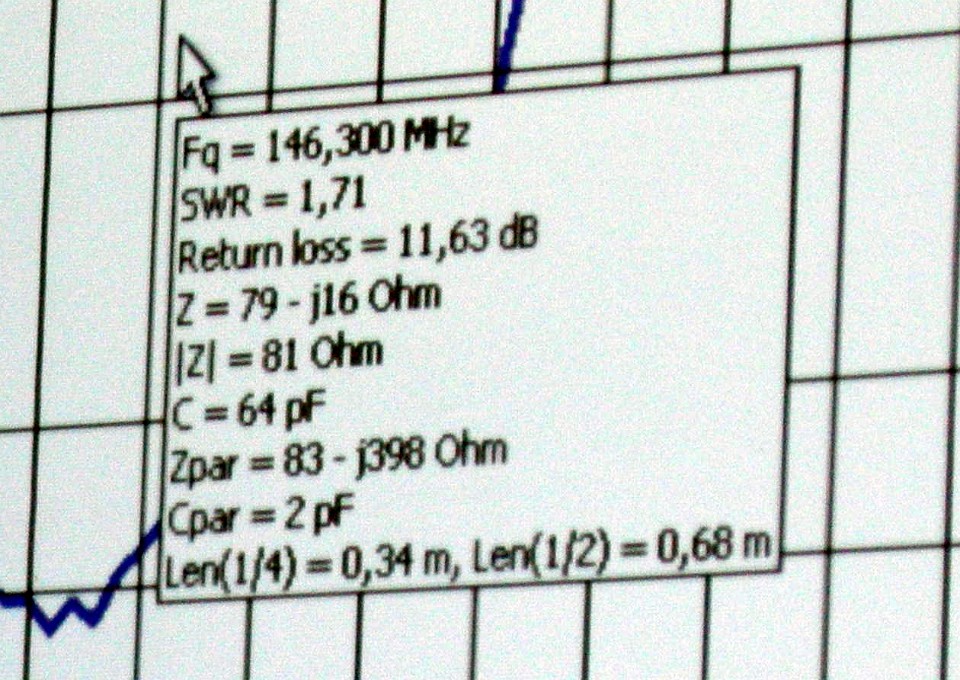 Fq = 146,300 MHz
SWR = 1,71
Return loss = 11,63 dB
Z = 79 - j16 Ohm
|Z| = 81 Ohm
C = 64 pF
Zpar = 83 - j398 Ohm
Cpar = 2 pF
Len(1/4) = 0,34 m, Len(1/2) = 0,68 m